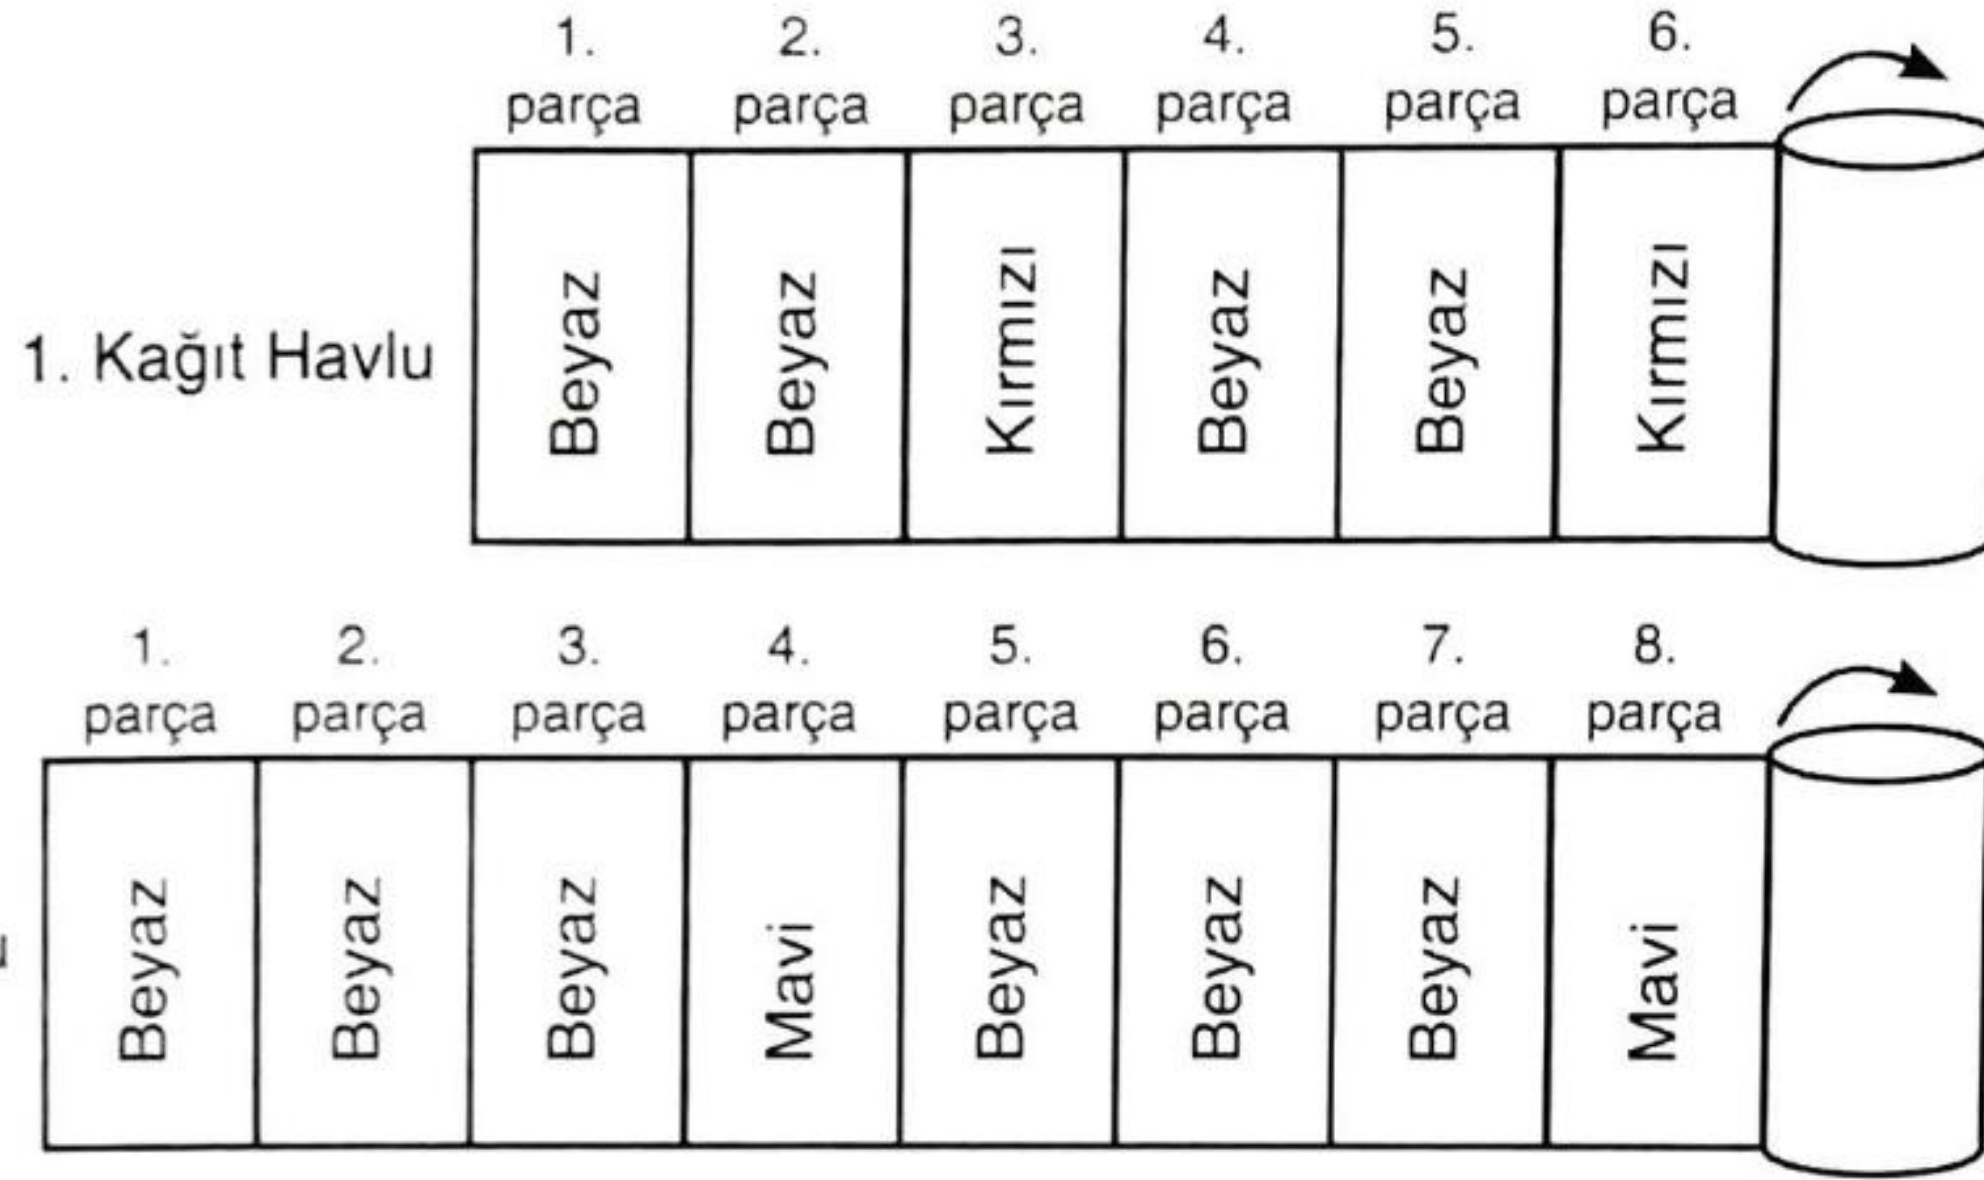 1. 2. 3. 4. 5. 6.
parça parça parça parça parça parça
1. Kağıt Havlu Beyaz Beyaz Kırmızı Beyaz Beyaz Kırmızı
1. 2. 3. 4. 5. 6. 7. 8.
parça parça parça parça parça parça parça parça
Beyaz Beyaz Beyaz Mavi Beyaz Beyaz Beyaz Mavi